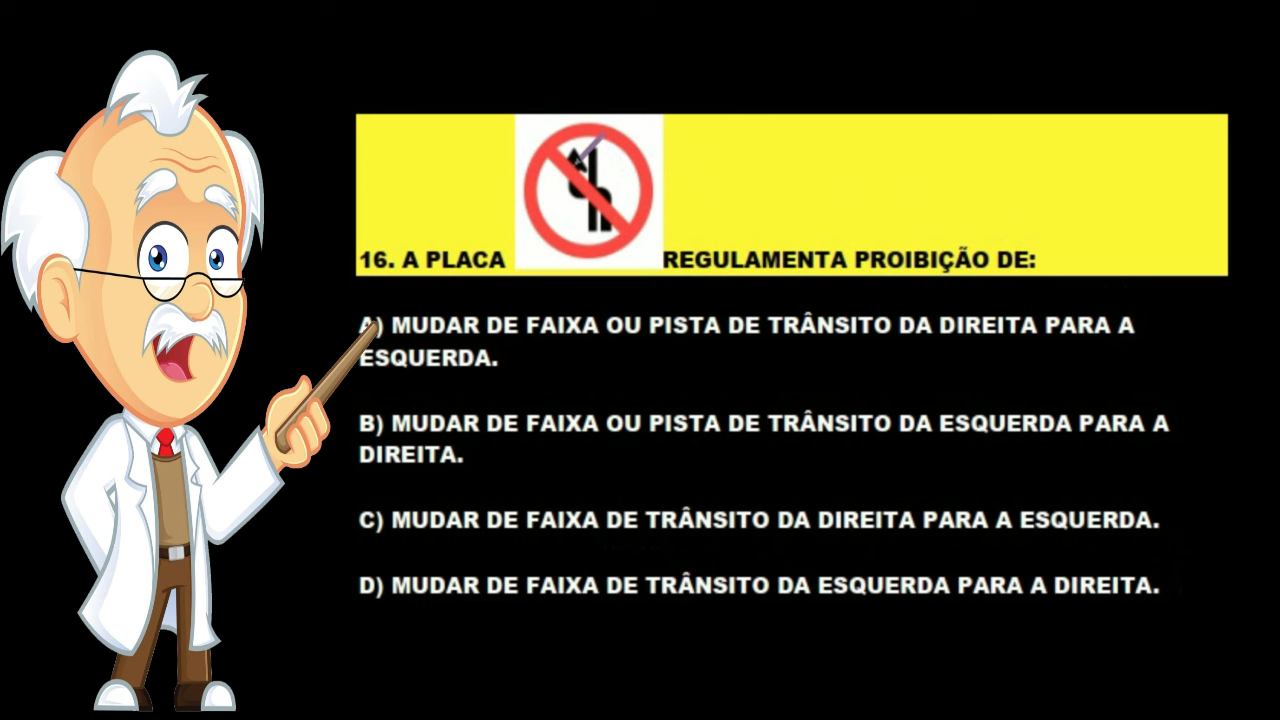 16. A PLACA REGULAMENTA PROIBIÇÃO DE:
A) MUDAR DE FAIXA OU PISTA DE TRÂNSITO DA DIREITA PARA A
ESQUERDA.
B) MUDAR DE FAIXA OU PISTA DE TRÂNSITO DA ESQUERDA PARA A
DIREITA.
C) MUDAR DE FAIXA DE TRÂNSITO DA DIREITA PARA A ESQUERDA.
D) MUDAR DE FAIXA DE TRÂNSITO DA ESQUERDA PARA A DIREITA.